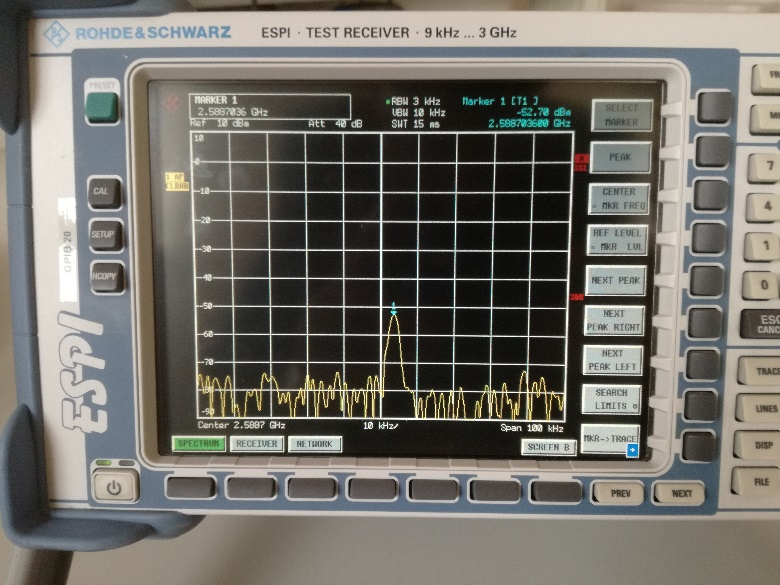 ROHDE&SCHWARZ ESPI · TEST RECEIVER · 9 kHz ... 3 GHz
PRESET
CAL
SETUP
HCOPY
GPIB 20
ESPI
MARKER 1
2.5887036 GHz
Ref 10 dBm Att 40 dB
RBW 3 kHz
VBW 10 kHz
SWT 15 ms
Marker 1 [T1 ]
-52.70 dBm
2.588703600 GHz
1 AP
CLRWR
A
SGL
10
0
-10
-20
-30
-40
-50
-60
-70
-80
-90
1
Center 2.5887 GHz 10 kHz/ Span 100 kHz
SPECTRUM RECEIVER NETWORK SCREEN B
SELECT
MARKER
PEAK
CENTER
= MKR FREQ
REF LEVEL
= MKR LVL
NEXT PEAK
NEXT
PEAK RIGHT
NEXT
PEAK LEFT
SEARCH
LIMITS
MKR->TRACE
PREV NEXT
7
4
1
0
ESC
CANC
TRACE
LINES
DISP
FILE